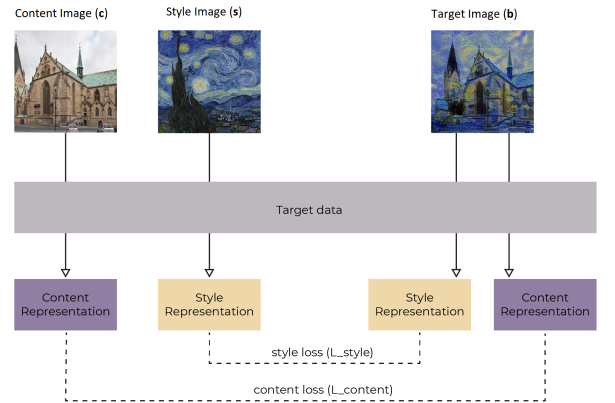 Content Image (c)
Style Image (s)
Target Image (b)
Target data
Content
Representation
Style
Representation
Style
Representation
Content
Representation
style loss (L_style)
content loss (L_content)